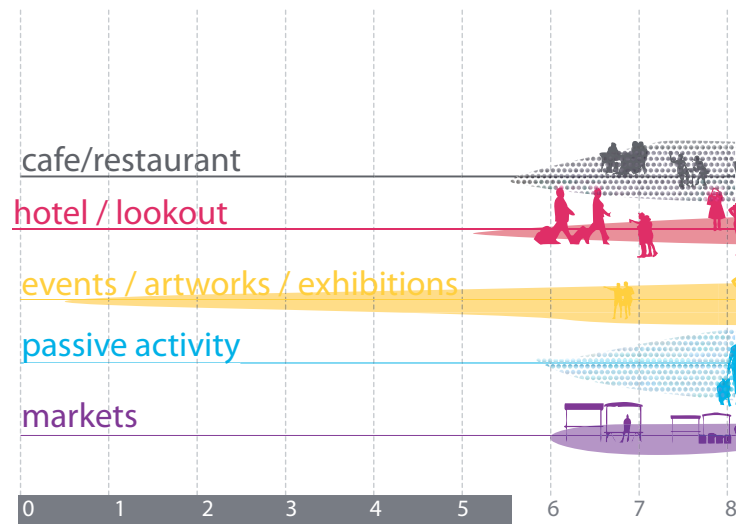 cafe/restaurant
hotel / lookout
events / artworks / exhibitions
passive activity
markets
0 1 2 3 4 5 6 7 8